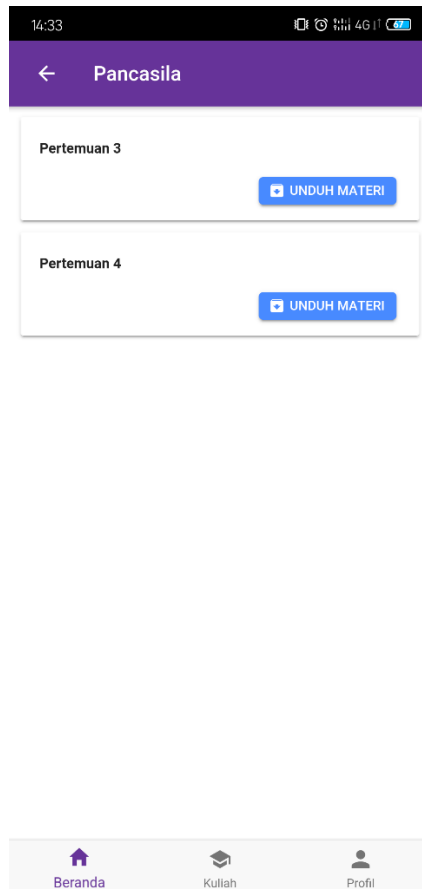 14:33
4G
67
Pancasila
Pertemuan 3
UNDUH MATERI
Pertemuan 4
UNDUH MATERI
Beranda
Kuliah
Profil